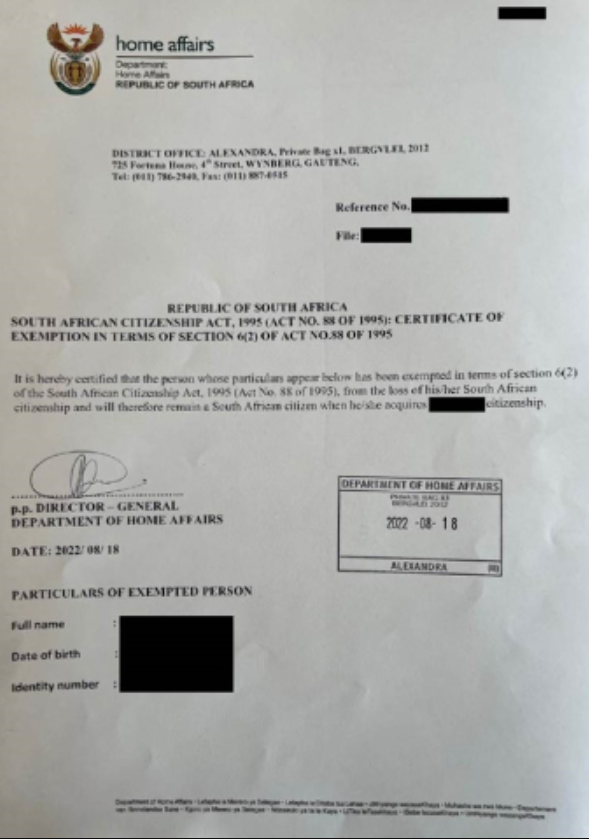 home affairs
Department:
Home Affairs
REPUBLIC OF SOUTH AFRICA
DISTRICT OFFICE: ALEXANDRA, Private Bag x1, BERGVLEI, 2012
725 Fortuna House, 4th Street, WYNBERG, GAUTENG.
Tel: (011) 786-2940, Fax: (011) 887-0515
Reference No.
File:
REPUBLIC OF SOUTH AFRICA
SOUTH AFRICAN CITIZENSHIP ACT, 1995 (ACT NO. 88 OF 1995): CERTIFICATE OF
EXEMPTION IN TERMS OF SECTION 6(2) OF ACT NO.88 OF 1995
It is hereby certified that the person whose particulars appear below has been exempted in terms of section 6(2)
of the South African Citizenship Act, 1995 (Act No. 88 of 1995), from the loss of his/her South African
citizenship and will therefore remain a South African citizen when he/she acquires citizenship.
p.p. DIRECTOR – GENERAL
DEPARTMENT OF HOME AFFAIRS
DATE: 2022/08/18
DEPARTMENT OF HOME AFFAIRS
PRIVATE BAG X1
BERGVLEI 2012
2022 -08- 18
ALEXANDRA
PARTICULARS OF EXEMPTED PERSON
Full name :
Date of birth :
Identity number :
Department of Home Affairs